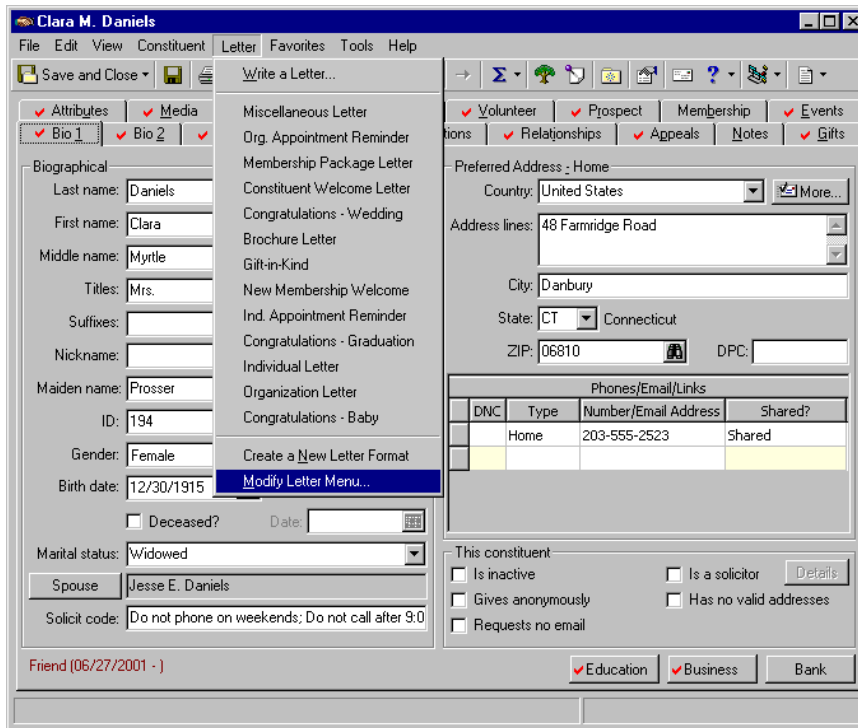 Clara M. Daniels
File Edit View Constituent Letter Favorites Tools Help
Save and Close
Write a Letter...
Miscellaneous Letter
Org. Appointment Reminder
Membership Package Letter
Constituent Welcome Letter
Congratulations - Wedding
Brochure Letter
Gift-in-Kind
New Membership Welcome
Ind. Appointment Reminder
Congratulations - Graduation
Individual Letter
Organization Letter
Congratulations - Baby
Create a New Letter Format
Modify Letter Menu...
Attributes Media Volunteer Prospect Membership Events
Bio 1 Bio 2 tions Relationships Appeals Notes Gifts
Biographical
Last name: Daniels
First name: Clara
Middle name: Myrtle
Titles: Mrs.
Suffixes:
Nickname:
Maiden name: Prosser
ID: 194
Gender: Female
Birth date: 12/30/1915
Deceased? Date:
Marital status: Widowed
Spouse Jesse E. Daniels
Solicit code: Do not phone on weekends; Do not call after 9:0
Preferred Address - Home
Country: United States More...
Address lines: 48 Farmridge Road
City: Danbury
State: CT Connecticut
ZIP: 06810 DPC:
Phones/Email/Links
DNC Type Number/Email Address Shared?
Home 203-555-2523 Shared
This constituent
Is inactive Is a solicitor Details
Gives anonymously Has no valid addresses
Requests no email
Friend (06/27/2001 - ) Education Business Bank